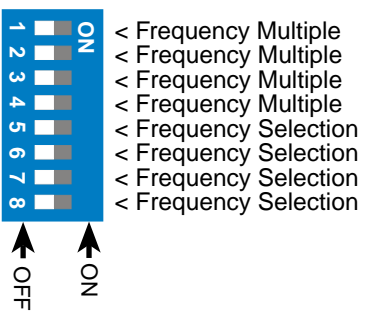 1 ON < Frequency Multiple
2 < Frequency Multiple
3 < Frequency Multiple
4 < Frequency Multiple
5 < Frequency Selection
6 < Frequency Selection
7 < Frequency Selection
8 < Frequency Selection
OFF ON